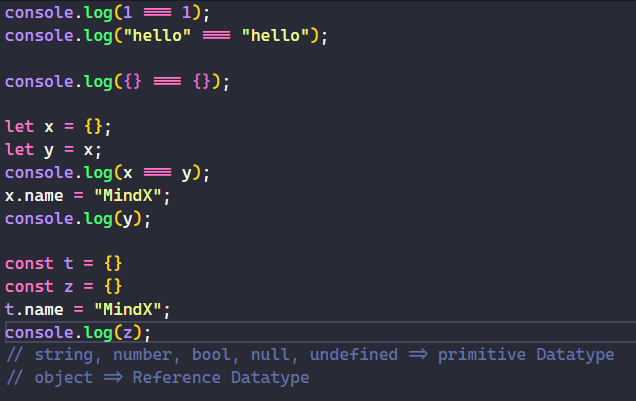 console.log(1 === 1);
console.log("hello" === "hello");
console.log({} === {});
let x = {};
let y = x;
console.log(x === y);
x.name = "MindX";
console.log(y);
const t = {}
const z = {}
t.name = "MindX";
console.log(z);
// string, number, bool, null, undefined => primitive Datatype
// object => Reference Datatype